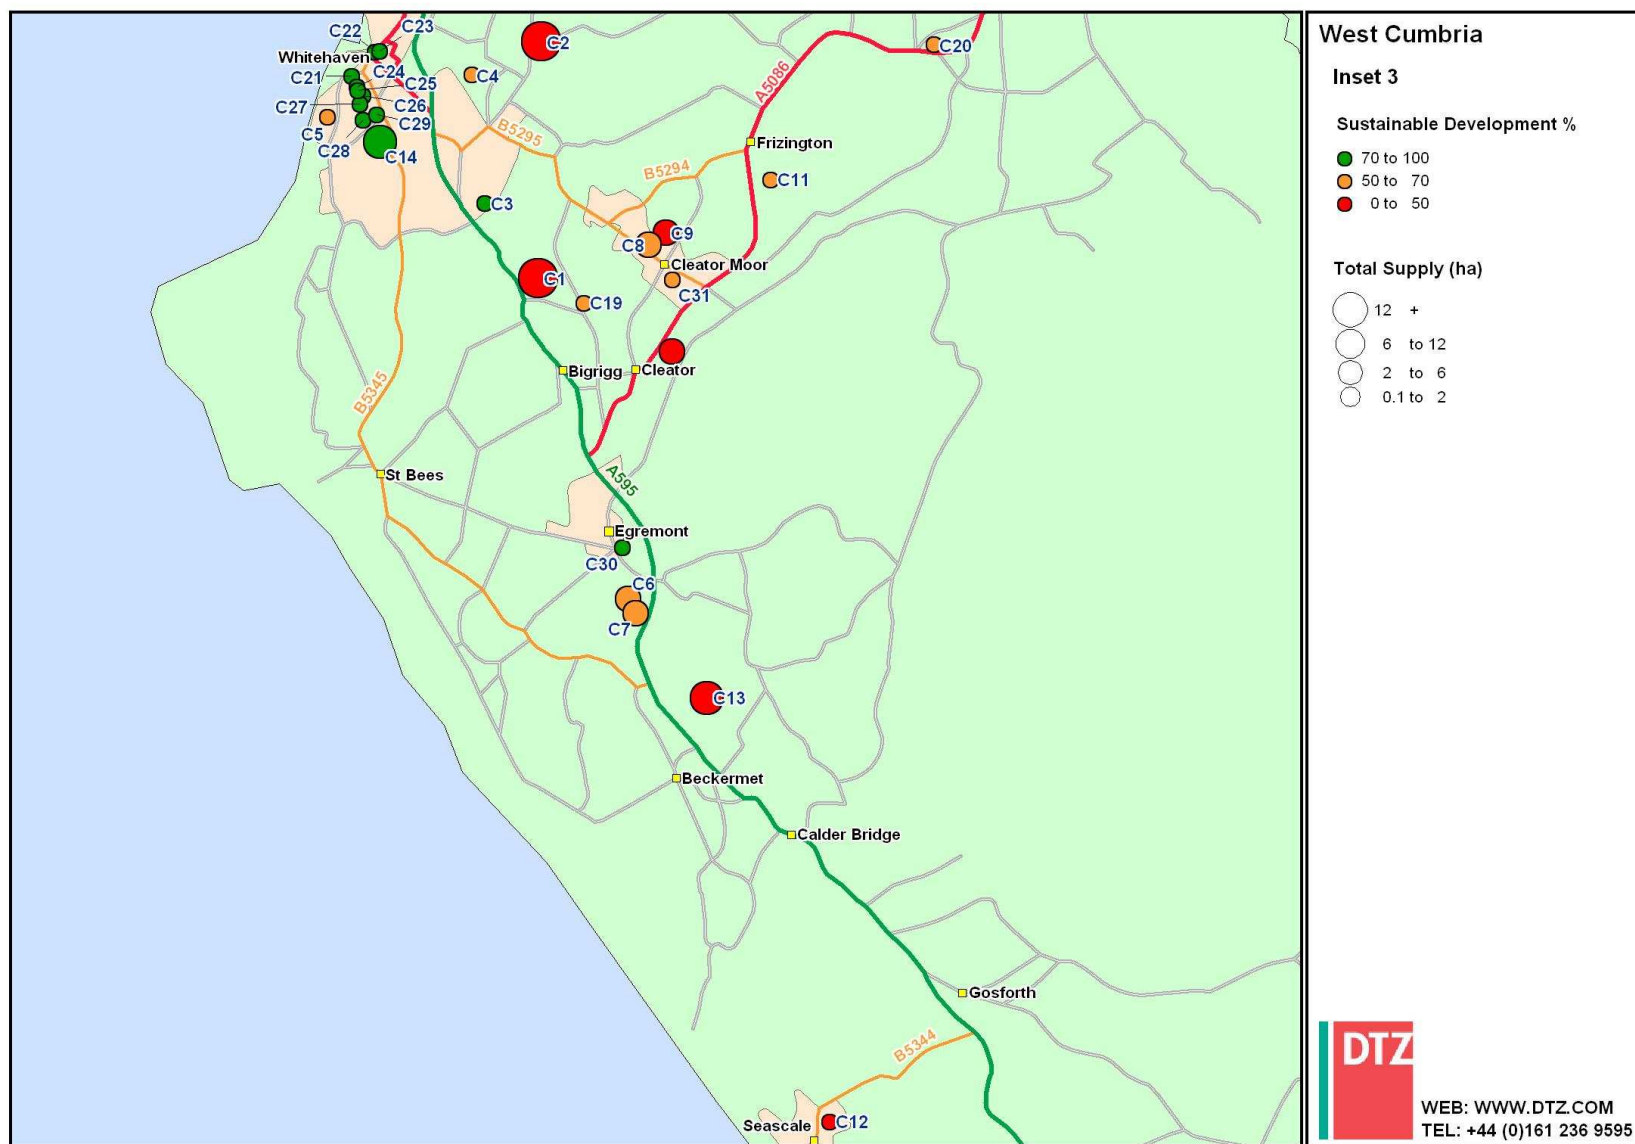 C22
C23
C2
C20
Whitehaven
A5086
C21
C24
C4
C25
C27
C26
C5
C29
B5295
C28
C14
Frizington
B5294
C11
C3
C9
C8
Cleator Moor
C1
C31
C19
Bigrigg
Cleator
B5345
St Bees
A595
Egremont
C30
C6
C7
C13
Beckermet
Calder Bridge
Gosforth
B5344
Seascale
C12
West Cumbria
Inset 3
Sustainable Development %
70 to 100
50 to 70
0 to 50
Total Supply (ha)
12 +
6 to 12
2 to 6
0.1 to 2
DTZ
WEB: WWW.DTZ.COM
TEL: +44 (0)161 236 9595